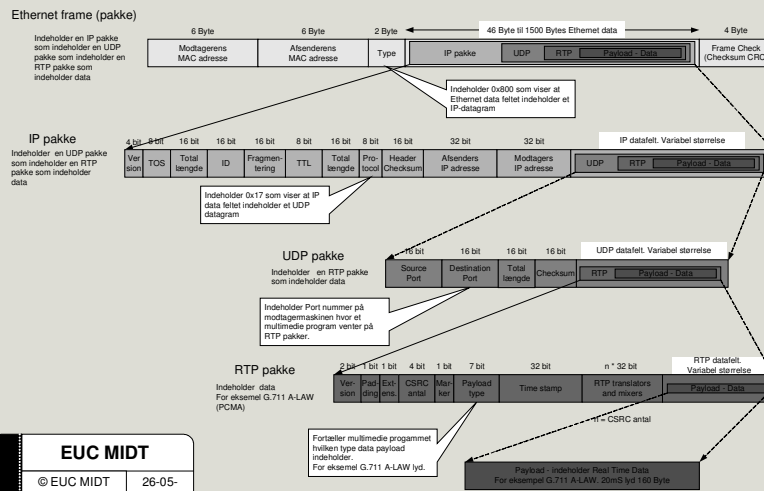 Ethernet frame (pakke)
Indeholder en IP pakke
som indeholder en UDP
pakke som indeholder en
RTP pakke som
indeholder data
6 Byte
6 Byte
2 Byte
46 Byte til 1500 Bytes Ethernet data
4 Byte
Modtagerens
MAC adresse
Afsenderens
MAC adresse
Type
IP pakke
UDP
RTP
Payload - Data
Frame Check
(Checksum CRC
Indeholder 0x800 som viser at
Ethernet data feltet indeholder et
IP-datagram
IP pakke
Indeholder en UDP pakke
som indeholder en RTP
pakke som indeholder
data
4 bit
8 bit
16 bit
16 bit
16 bit
8 bit
16 bit
8 bit
16 bit
32 bit
32 bit
IP datafelt. Variabel størrelse
Ver
sion
TOS
Total
længde
ID
Fragmen-
tering
TTL
Total
længde
Pro-
tocol
Header
Checksum
Afsenders
IP adresse
Modtagers
IP adresse
UDP
RTP
Payload - Data
Indeholder 0x17 som viser at IP
data feltet indeholder et UDP
datagram
UDP pakke
Indeholder en RTP pakke
som indeholder data
16 bit
16 bit
16 bit
16 bit
UDP datafelt. Variabel størrelse
Source
Port
Destination
Port
Total
længde
Checksum
RTP
Payload - Data
Indeholder Port nummer på
modtagermaskinen hvor et
multimedie program venter på
RTP pakker.
RTP pakke
Indeholder data
For eksemel G.711 A-LAW
(PCMA)
2 bit
1 bit
1 bit
4 bit
1 bit
7 bit
32 bit
n * 32 bit
RTP datafelt.
Variabel størrelse
Ver-
sion
Pad-
ding
Ext-
ens.
CSRC
antal
Mar-
ker
Payload
type
Time stamp
RTP translators
and mixers
Payload - Data
n = CSRC antal
Fortæller multimedie progammet
hvilken type data payload
indeholder.
For eksemel G.711 A-LAW lyd.
Payload - indeholder Real Time Data
For eksempel G.711 A-LAW. 20mS lyd 160 Byte
EUC MIDT
© EUC MIDT
26-05-